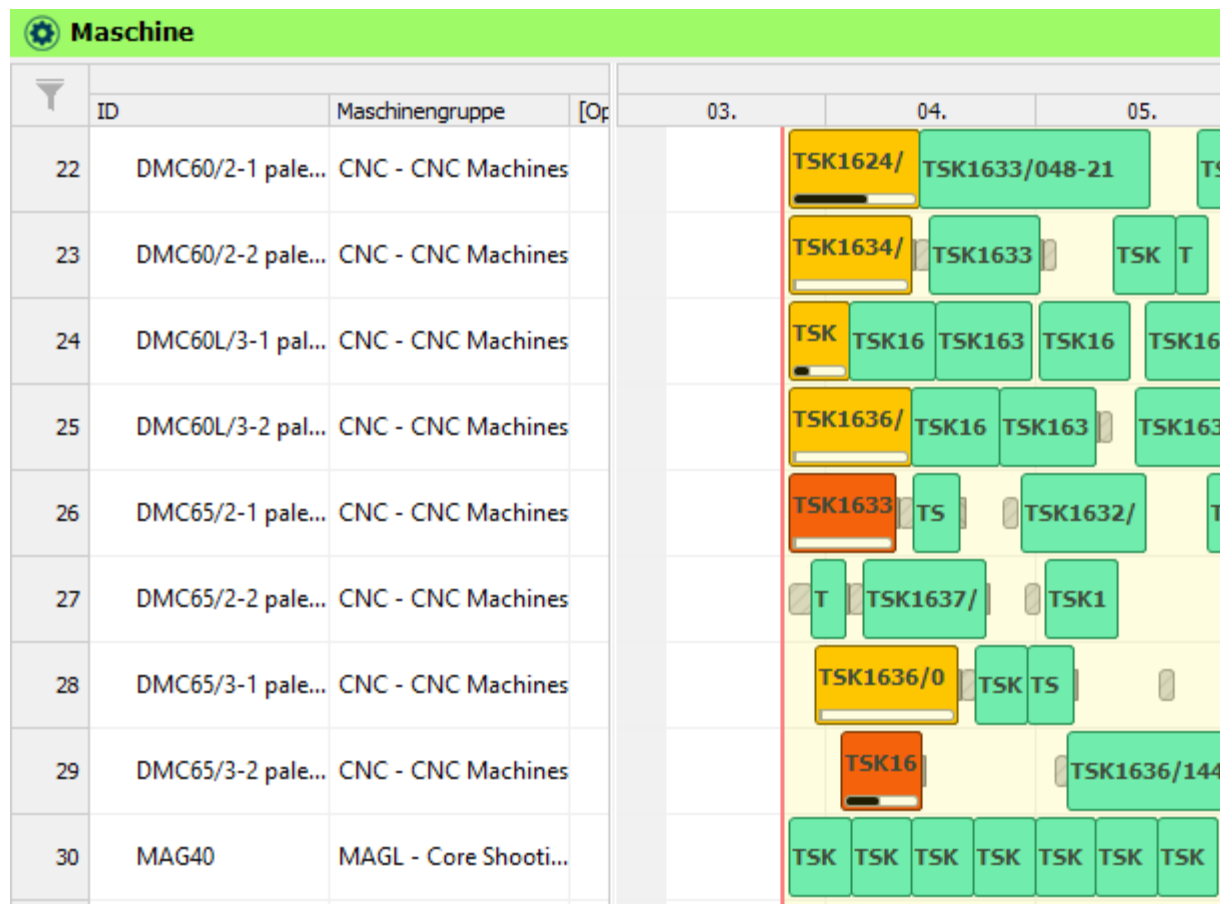 Maschine
ID Maschinengruppe [Op 03. 04. 05.
22 DMC60/2-1 pale... CNC - CNC Machines TSK1624/ TSK1633/048-21 TS
23 DMC60/2-2 pale... CNC - CNC Machines TSK1634/ TSK1633 TSK T
24 DMC60L/3-1 pal... CNC - CNC Machines TSK TSK16 TSK163 TSK16 TSK16
25 DMC60L/3-2 pal... CNC - CNC Machines TSK1636/ TSK16 TSK163 TSK163
26 DMC65/2-1 pale... CNC - CNC Machines TSK1633 TS TSK1632/ T
27 DMC65/2-2 pale... CNC - CNC Machines T TSK1637/ TSK1
28 DMC65/3-1 pale... CNC - CNC Machines TSK1636/0 TSK TS
29 DMC65/3-2 pale... CNC - CNC Machines TSK16 TSK1636/144
30 MAG40 MAGL - Core Shooti... TSK TSK TSK TSK TSK TSK TSK